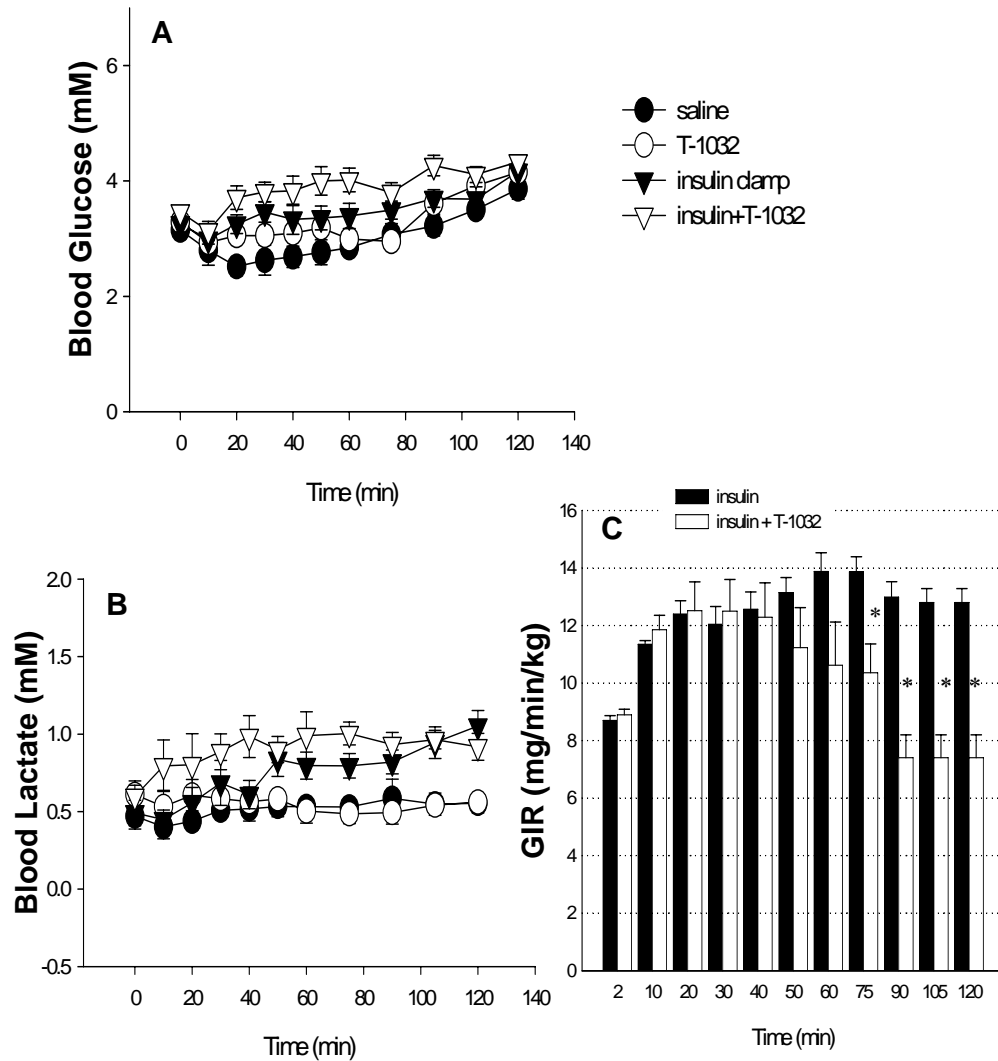 A
Blood Glucose (mM)
6
4
2
0
0 20 40 60 80 100 120 140
Time (min)
saline
T-1032
insulin clamp
insulin+T-1032
B
Blood Lactate (mM)
2.0
1.5
1.0
0.5
0.0
-0.5
0 20 40 60 80 100 120 140
Time (min)
insulin
insulin + T-1032
C
GIR (mg/min/kg)
16
14
12
10
8
6
4
2
0
*
* * *
2 10 20 30 40 50 60 75 90 105 120
Time (min)